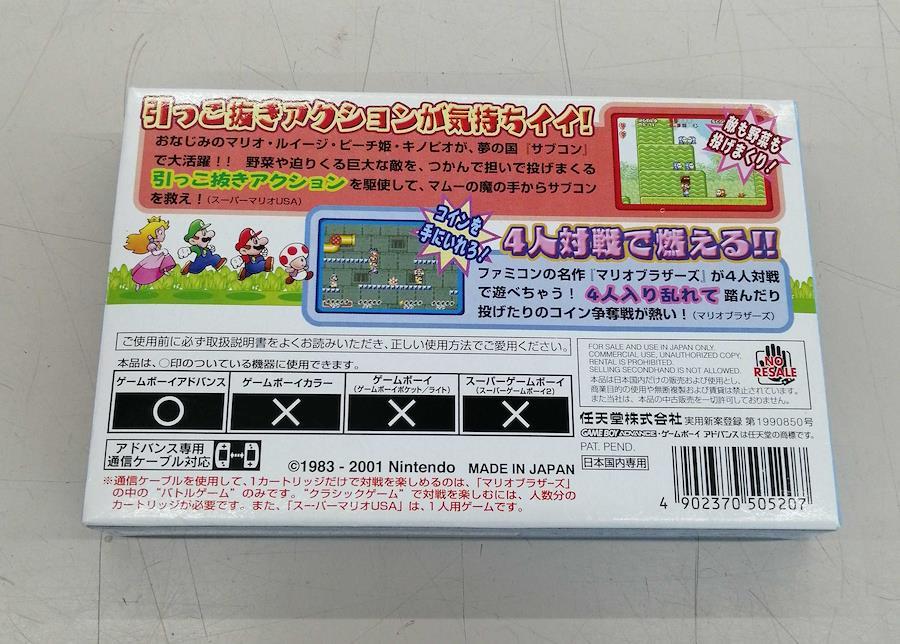 引っこ抜きアクションが気持ちイイ!
おなじみのマリオ・ルイージ・ピーチ姫・キノピオが、夢の国『サブコン』
で大活躍!! 野菜や迫りくる巨大な敵を、つかんで担いで投げまくる
引っこ抜きアクションを駆使して、マムーの魔の手からサブコン
を救え!(スーパーマリオUSA)
敵も野菜も
投げまくり!
コインを
手にいれろ!
4人対戦で燃える!!
ファミコンの名作『マリオブラザーズ』が4人対戦
で遊べちゃう! 4人入り乱れて 踏んだり
投げたりのコイン争奪戦が熱い!(マリオブラザーズ)
ご使用前に必ず取扱説明書をよくお読みいただき、正しい使用方法でご愛用ください。
本品は、○印のついている機器に使用できます。
ゲームボーイアドバンス
ゲームボーイカラー
ゲームボーイ
(ゲームボーイポケット/ライト)
スーパーゲームボーイ
(スーパーゲームボーイ2)
○ × × ×
FOR SALE AND USE IN JAPAN ONLY.
COMMERCIAL USE, UNAUTHORIZED COPY,
RENTAL IS PROHIBITED.
SELLING SECONDHAND IS NOT ALLOWED.
本品は日本国内だけの販売および使用とし、
商業目的の使用や無断複製および賃貸は禁止されています。
また当社は、本品の中古販売を一切許可しておりません。
NO
RESALE
任天堂株式会社 実用新案登録 第1990850号
GAME BOY ADVANCE・ゲームボーイ アドバンスは任天堂の商標です。
PAT. PEND.
日本国内専用
アドバンス専用
通信ケーブル対応
©1983 - 2001 Nintendo MADE IN JAPAN
※通信ケーブルを使用して、1カートリッジだけで対戦を楽しめるのは、「マリオブラザーズ」
の中の“バトルゲーム”のみです。“クラシックゲーム”で対戦を楽しむには、人数分の
カートリッジが必要です。また、「スーパーマリオUSA」は、1人用ゲームです。
4 902370 505207